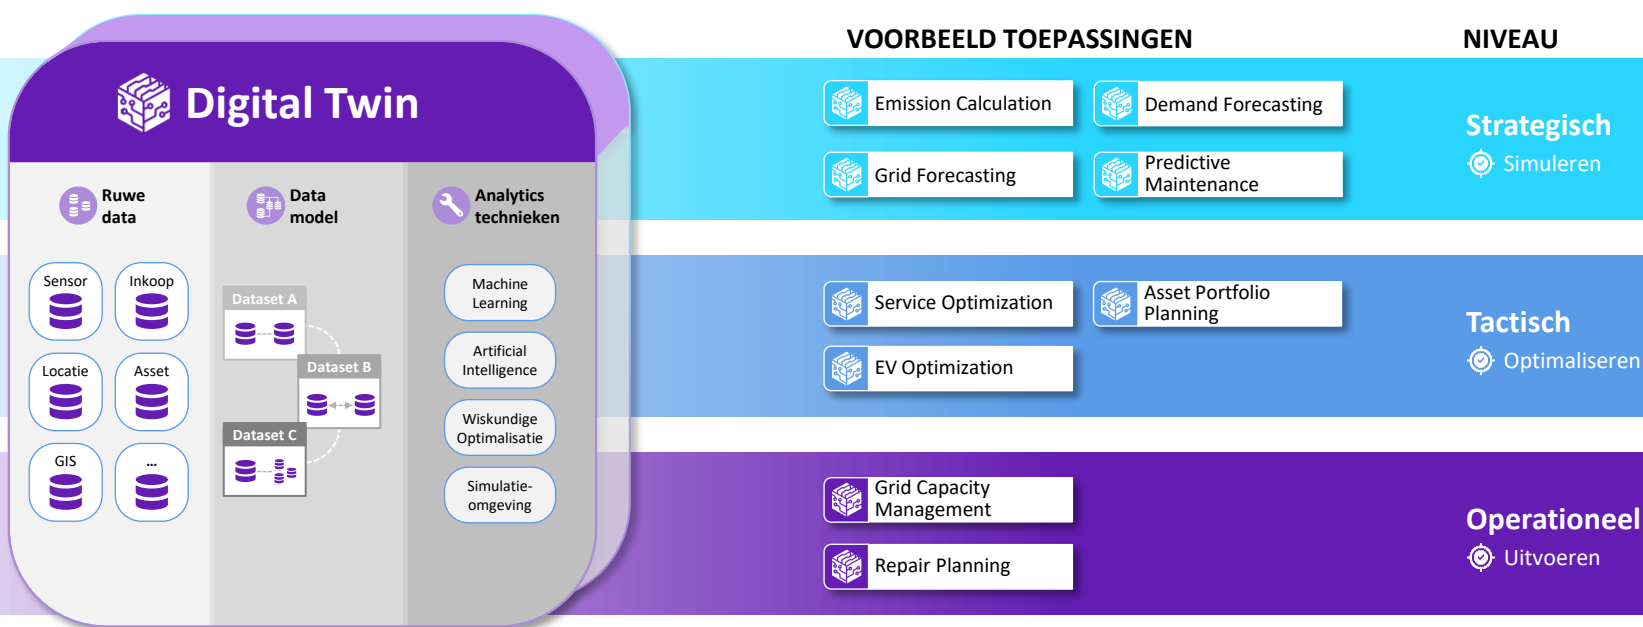 VOORBEELD TOEPASSINGEN
NIVEAU
Digital Twin
Ruwe
data
Data
model
Analytics
technieken
Sensor
Inkoop
Locatie
Asset
GIS
...
Dataset A
Dataset B
Dataset C
Machine
Learning
Artificial
Intelligence
Wiskundige
Optimalisatie
Simulatie-
omgeving
Emission Calculation
Demand Forecasting
Grid Forecasting
Predictive
Maintenance
Strategisch
Simuleren
Service Optimization
Asset Portfolio
Planning
EV Optimization
Tactisch
Optimaliseren
Grid Capacity
Management
Repair Planning
Operationeel
Uitvoeren